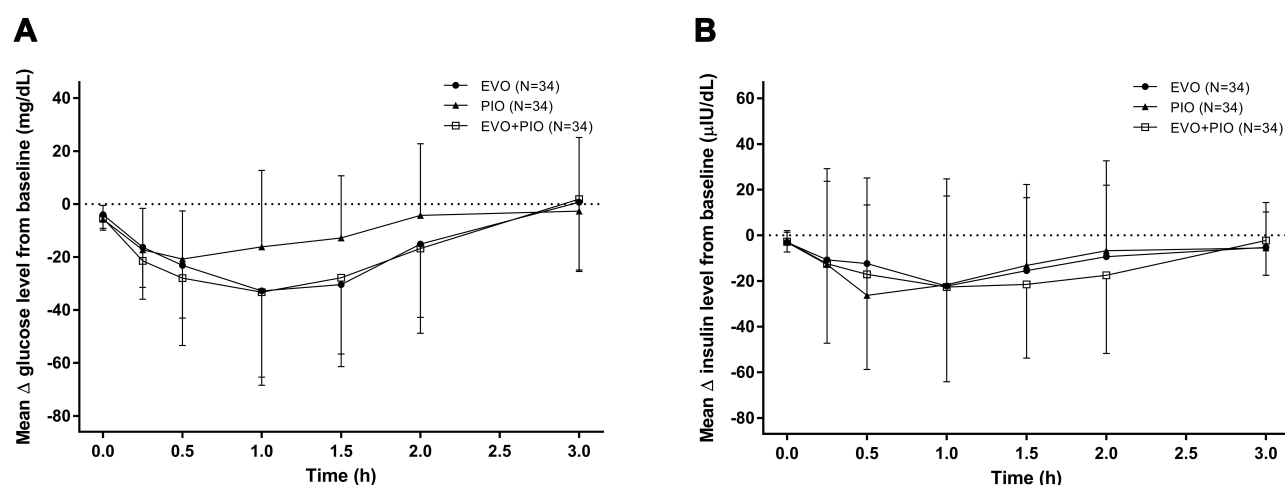 A
Mean Δ glucose level from baseline (mg/dL)
40
20
0
-20
-40
-60
-80
EVO (N=34)
PIO (N=34)
EVO+PIO (N=34)
0.0 0.5 1.0 1.5 2.0 2.5 3.0
Time (h)
B
Mean Δ insulin level from baseline (μIU/dL)
60
40
20
0
-20
-40
-60
-80
EVO (N=34)
PIO (N=34)
EVO+PIO (N=34)
0.0 0.5 1.0 1.5 2.0 2.5 3.0
Time (h)